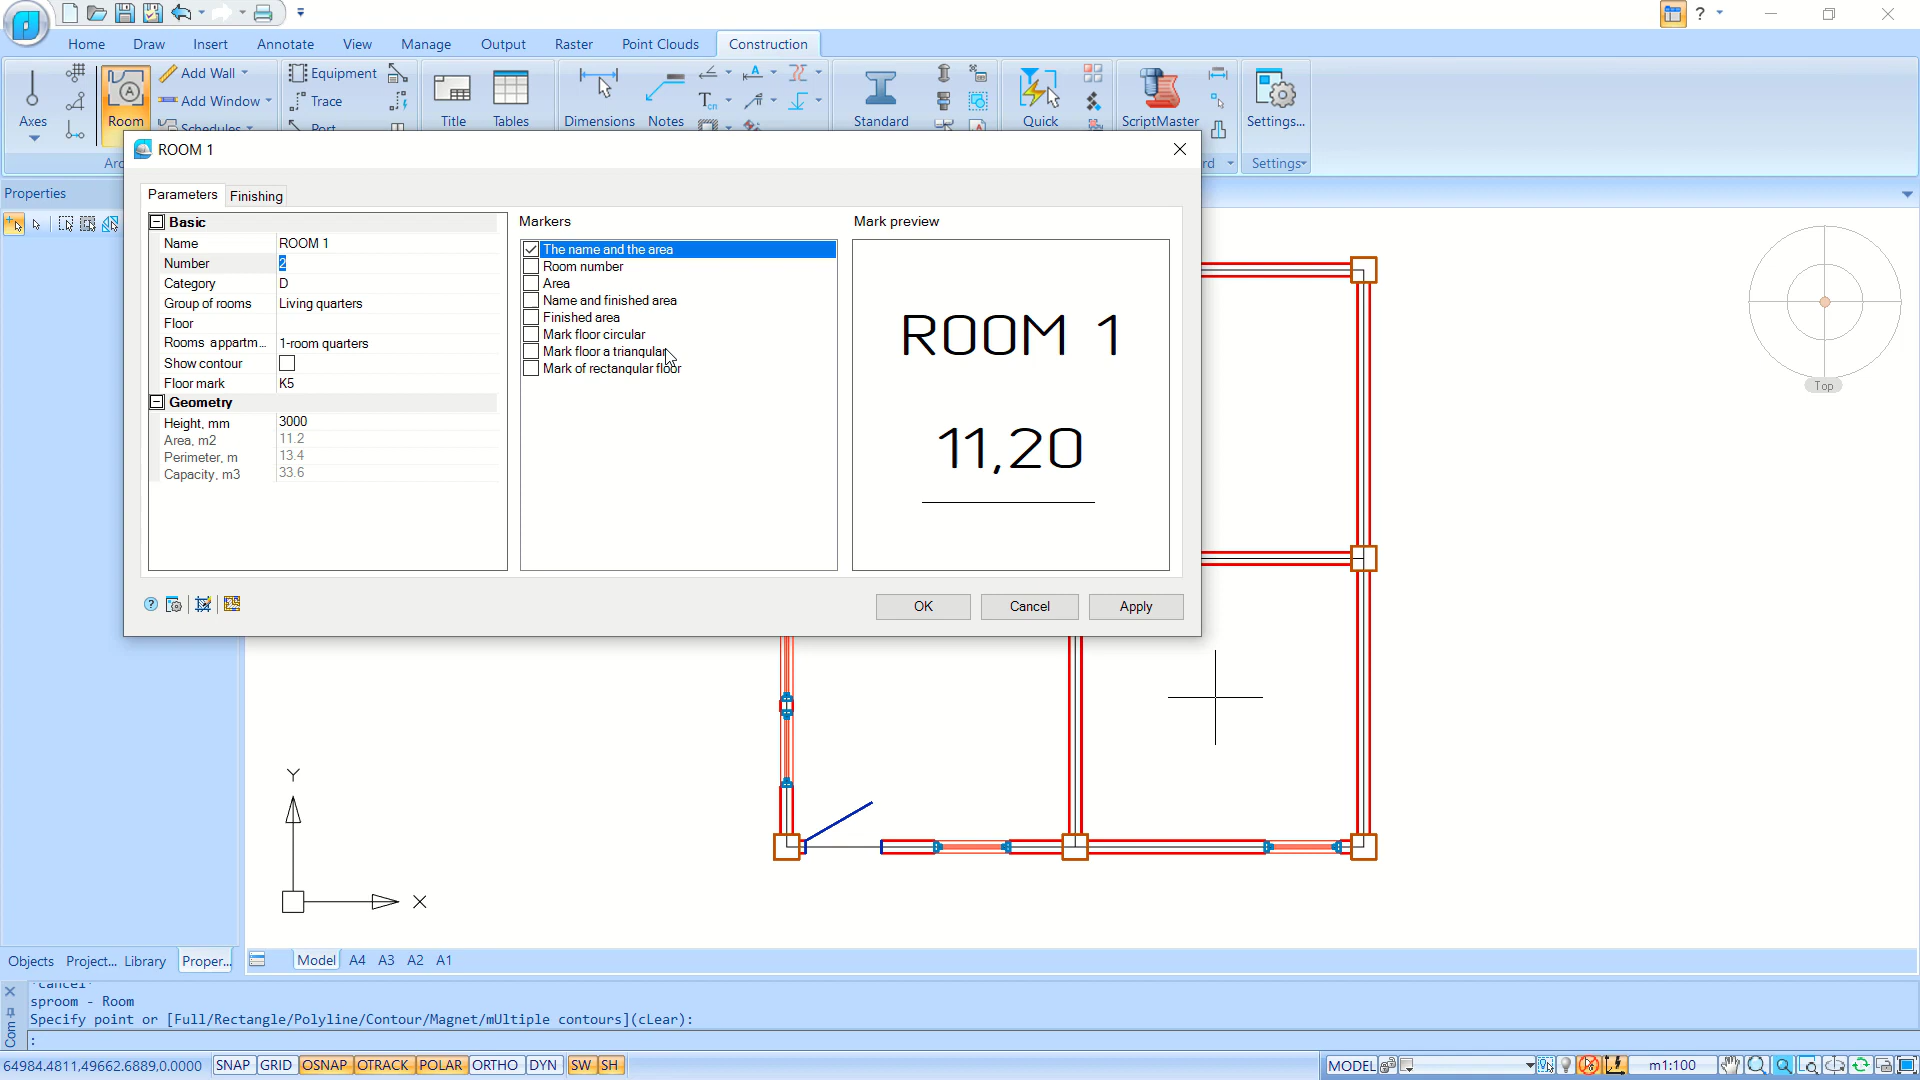 Home Draw Insert Annotate View Manage Output Raster Point Clouds Construction
?
Axes
Room
Add Wall
Add Window
Schedules
Equipment
Trace
Port
Title
Tables
Dimensions
Notes
Standard
Quick
ScriptMaster
Settings...
Settings
ROOM 1
Properties
Parameters Finishing
Basic
Name ROOM 1
Number 2
Category D
Group of rooms Living quarters
Floor
Rooms appartm... 1-room quarters
Show contour
Floor mark K5
Geometry
Height, mm 3000
Area, m2 11.2
Perimeter, m 13.4
Capacity, m3 33.6
Markers
The name and the area
Room number
Area
Name and finished area
Finished area
Mark floor circular
Mark floor a triangular
Mark of rectangular floor
Mark preview
ROOM 1
11,20
OK Cancel Apply
Top
Y
X
Objects Project... Library Proper...
Model A4 A3 A2 A1
'cancel'
sproom - Room
Specify point or [Full/Rectangle/Polyline/Contour/Magnet/mUltiple contours](cLear):
:
Com
64984.4811,49662.6889,0.0000 SNAP GRID OSNAP OTRACK POLAR ORTHO DYN SW SH MODEL m1:100